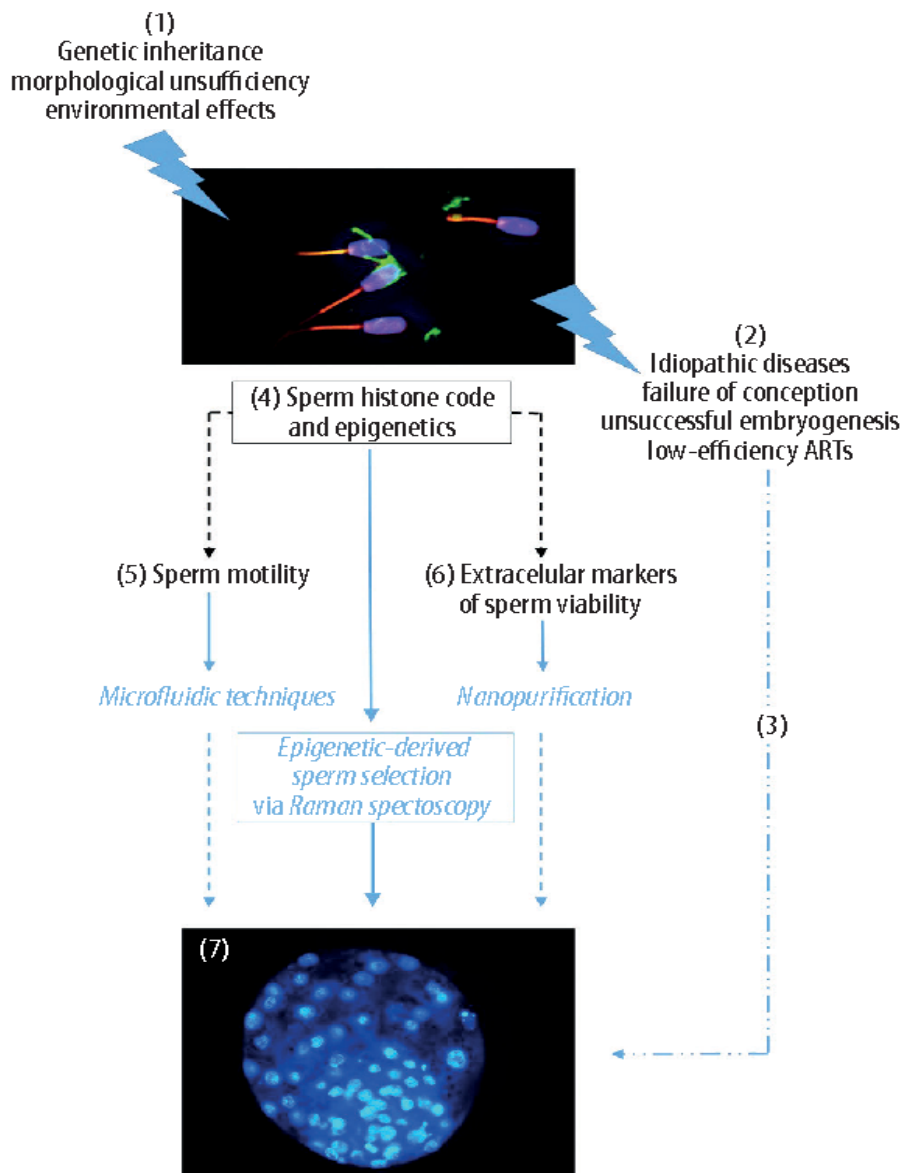 (1)
Genetic inheritance
morphological unsufficiency
environmental effects
(2)
Idiopathic diseases
failure of conception
unsuccessful embryogenesis
low-efficiency ARTs
(4) Sperm histone code
and epigenetics
(5) Sperm motility
(6) Extracelular markers
of sperm viability
Microfluidic techniques
Nanopurification
(3)
Epigenetic-derived
sperm selection
via Raman spectoscopy
(7)